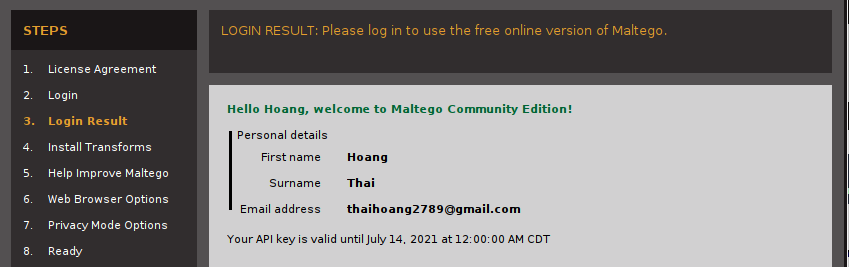 STEPS
1. License Agreement
2. Login
3. Login Result
4. Install Transforms
5. Help Improve Maltego
6. Web Browser Options
7. Privacy Mode Options
8. Ready
LOGIN RESULT: Please log in to use the free online version of Maltego.
Hello Hoang, welcome to Maltego Community Edition!
Personal details
First name Hoang
Surname Thai
Email address thaihoang2789@gmail.com
Your API key is valid until July 14, 2021 at 12:00:00 AM CDT